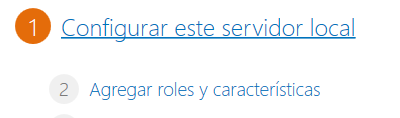 1 Configurar este servidor local
2 Agregar roles y características